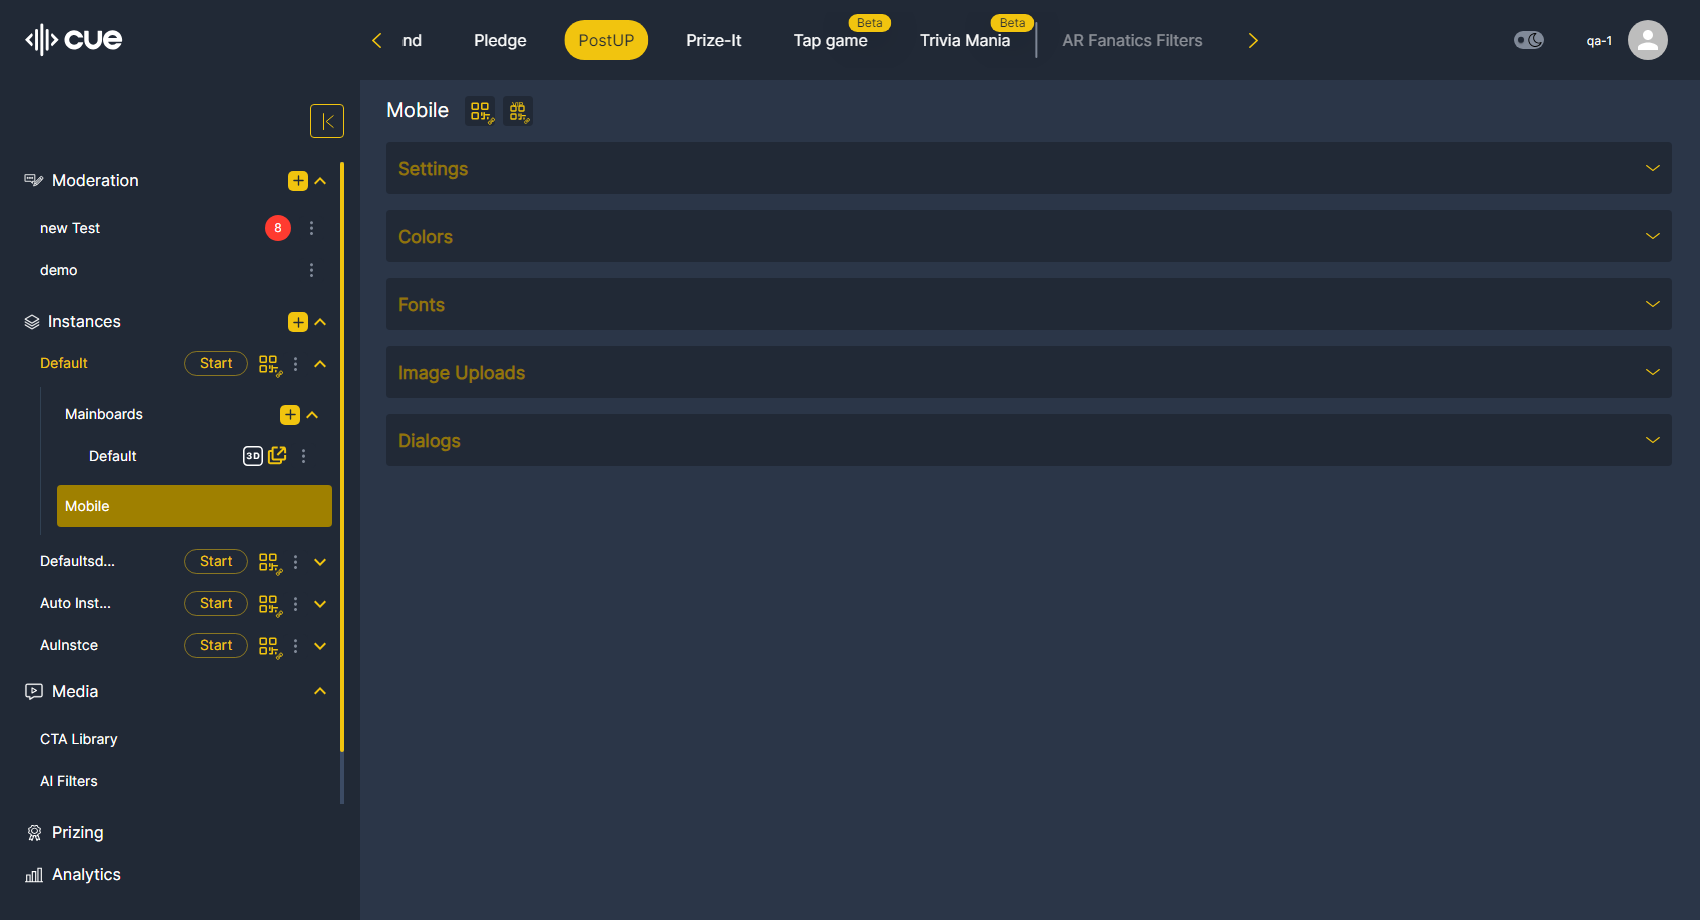 cue
nd
Pledge
PostUP
Prize-It
Tap game
Beta
Trivia Mania
Beta
AR Fanatics Filters
qa-1
Moderation
new Test
8
demo
Instances
Default
Start
Mainboards
Default
3D
Mobile
Defaultsd...
Start
Auto Inst...
Start
AuInstce
Start
Media
CTA Library
AI Filters
Prizing
Analytics
Mobile
VIP
Settings
Colors
Fonts
Image Uploads
Dialogs